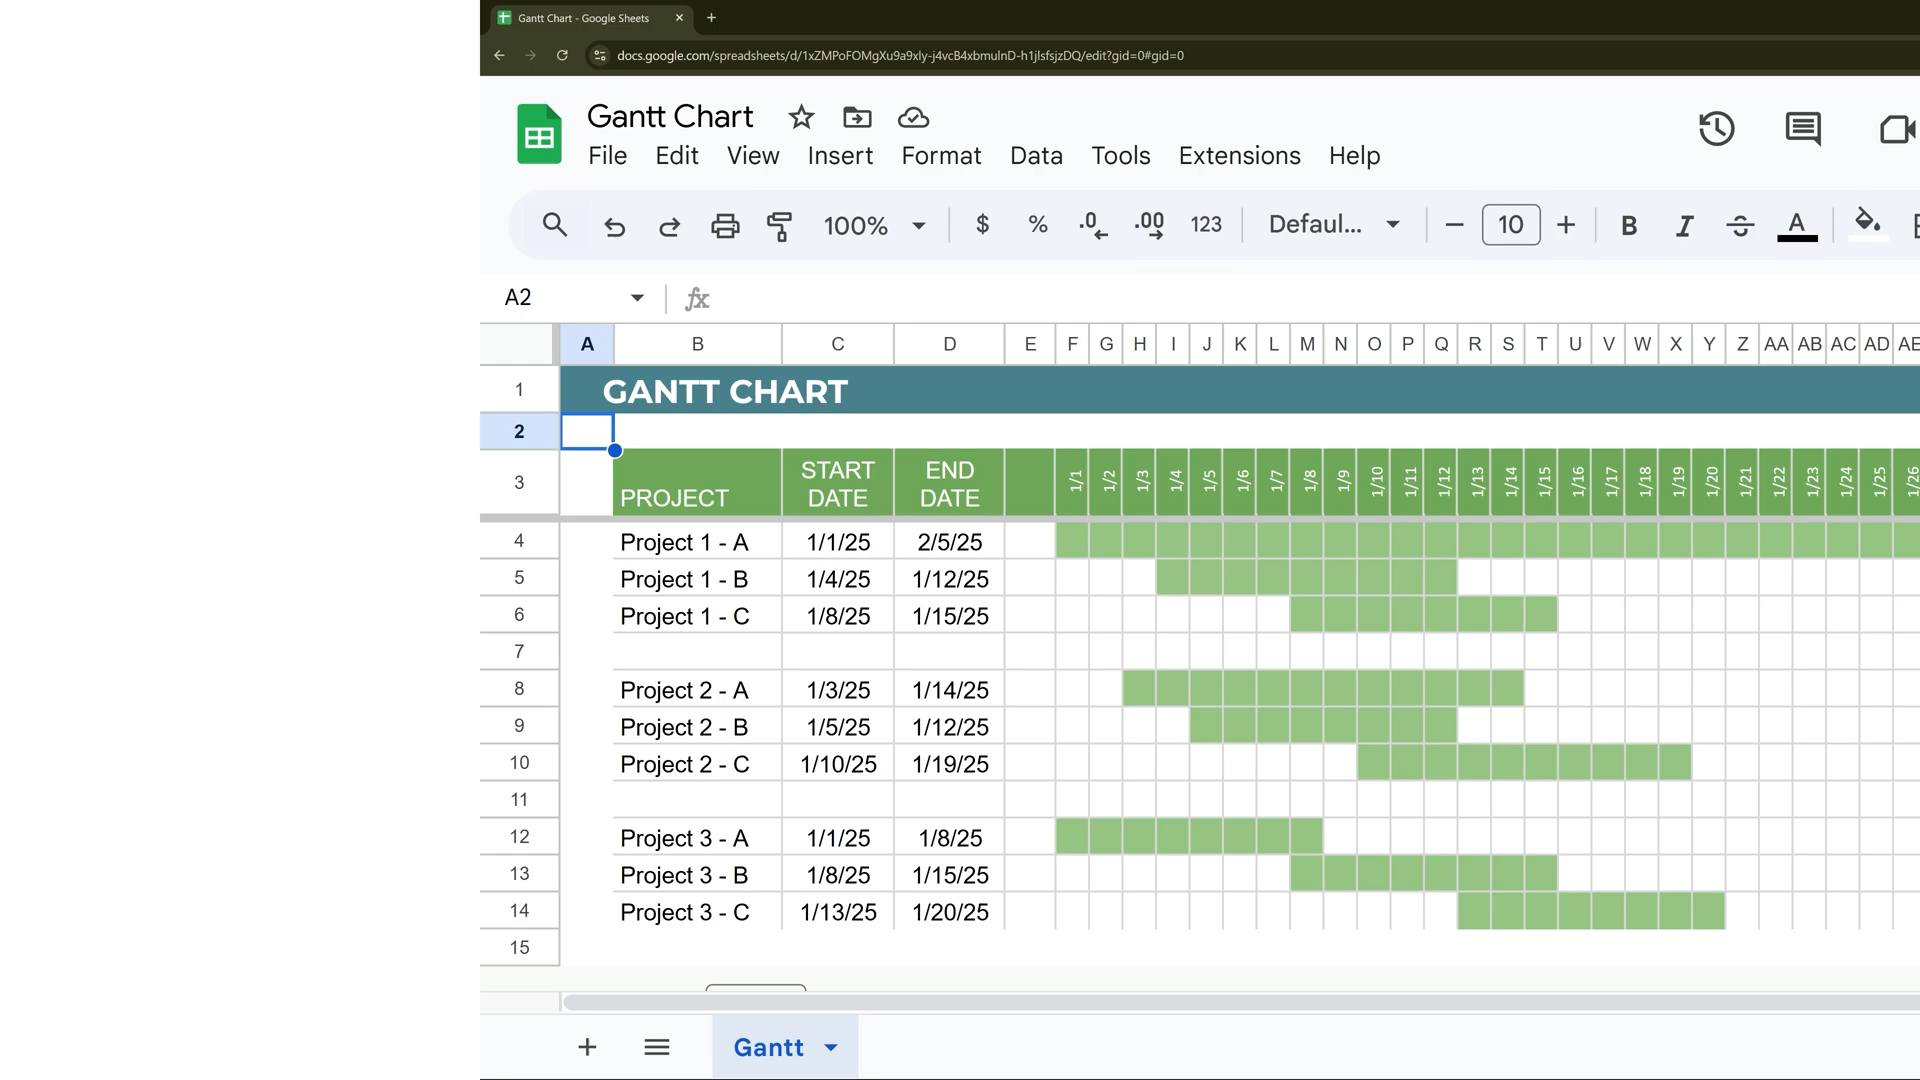 Gantt Chart - Google Sheets
docs.google.com/spreadsheets/d/1xZMPoFOMgXu9a9xIy-j4vcB4xbmulnD-h1jlsfsjzDQ/edit?gid=0#gid=0
Gantt Chart
File Edit View Insert Format Data Tools Extensions Help
100% $ % .0 .00 123 Defaul... 10 B I S A
A2 fx
A B C D E F G H I J K L M N O P Q R S T U V W X Y Z AA AB AC AD AE
1 GANTT CHART
2
3 PROJECT START DATE END DATE 1/1 1/2 1/3 1/4 1/5 1/6 1/7 1/8 1/9 1/10 1/11 1/12 1/13 1/14 1/15 1/16 1/17 1/18 1/19 1/20 1/21 1/22 1/23 1/24 1/25 1/26
4 Project 1 - A 1/1/25 2/5/25
5 Project 1 - B 1/4/25 1/12/25
6 Project 1 - C 1/8/25 1/15/25
7
8 Project 2 - A 1/3/25 1/14/25
9 Project 2 - B 1/5/25 1/12/25
10 Project 2 - C 1/10/25 1/19/25
11
12 Project 3 - A 1/1/25 1/8/25
13 Project 3 - B 1/8/25 1/15/25
14 Project 3 - C 1/13/25 1/20/25
15
Gantt